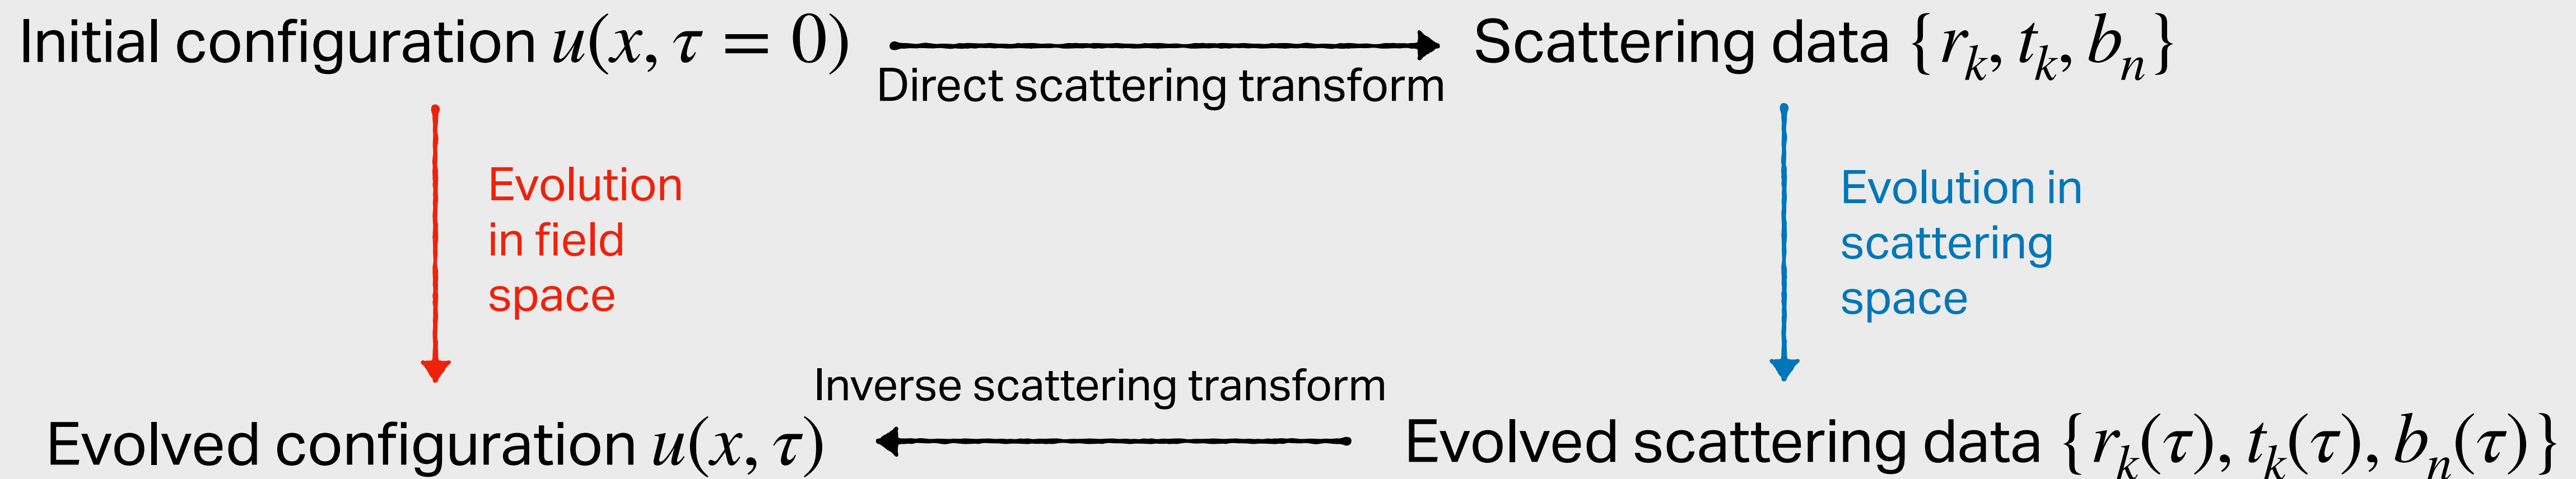 Initial configuration u(x, τ = 0)
Direct scattering transform
Scattering data {r_k, t_k, b_n}
Evolution
in field
space
Evolution in
scattering
space
Inverse scattering transform
Evolved configuration u(x, τ)
Evolved scattering data {r_k(τ), t_k(τ), b_n(τ)}